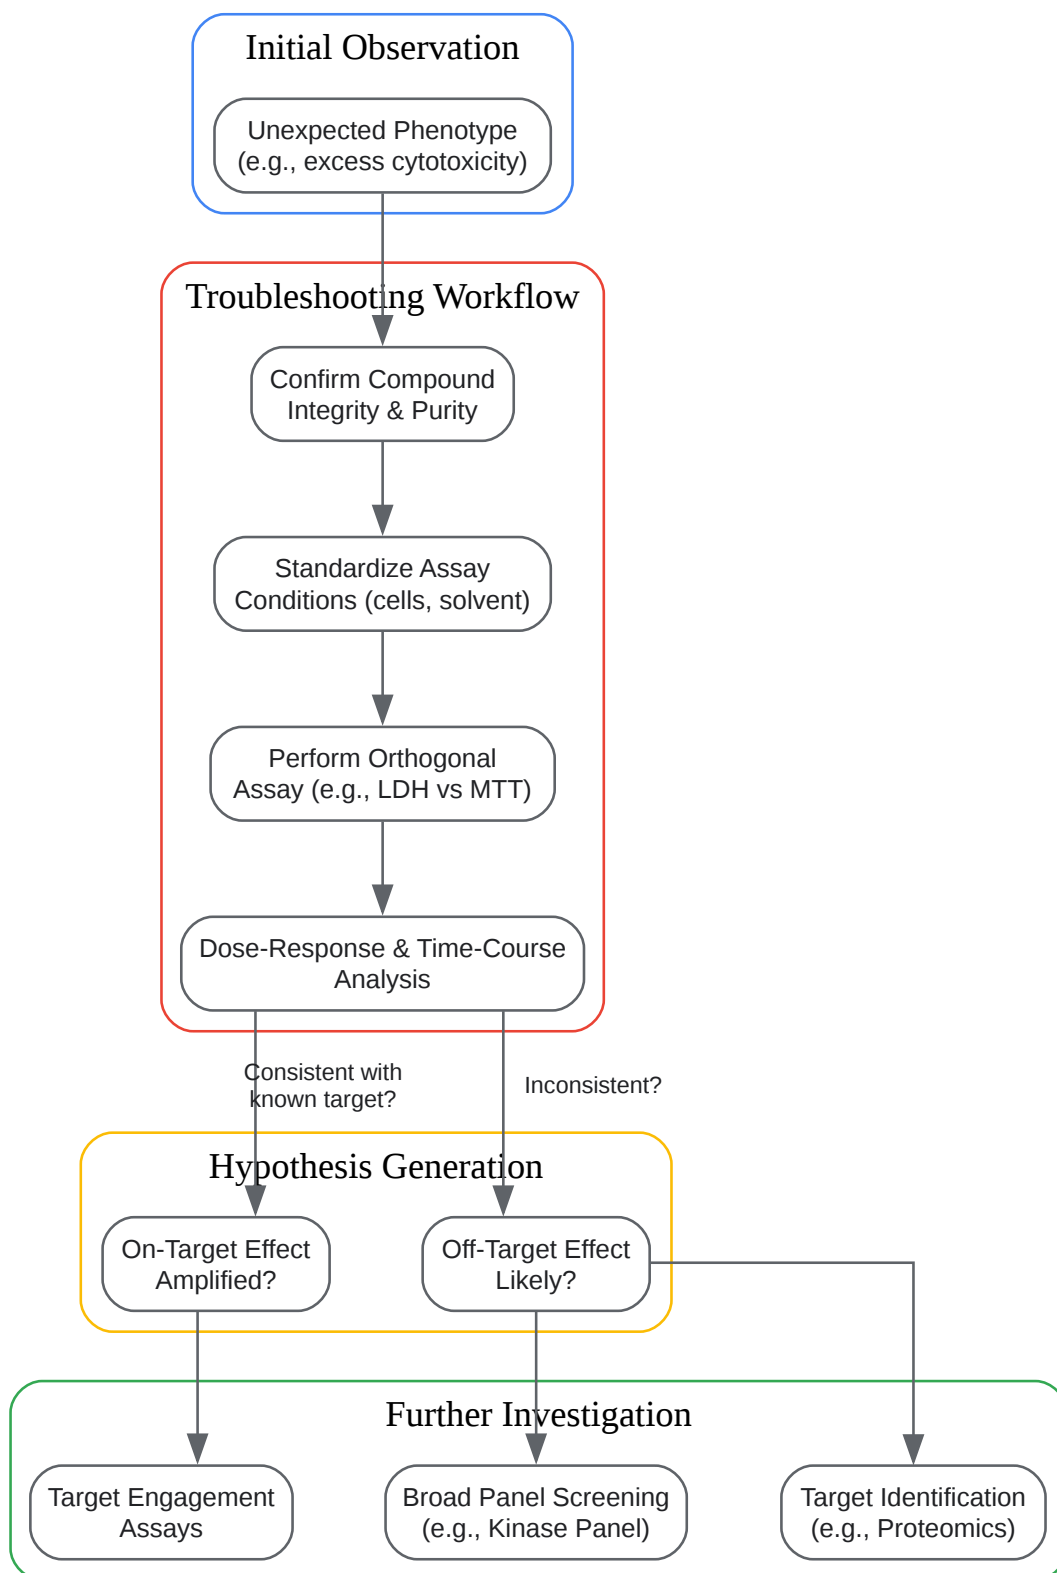 Initial Observation
Unexpected Phenotype
(e.g., excess cytotoxicity)
Troubleshooting Workflow
Confirm Compound
Integrity & Purity
Standardize Assay
Conditions (cells, solvent)
Perform Orthogonal
Assay (e.g., LDH vs MTT)
Dose-Response & Time-Course
Analysis
Consistent with
known target?
Inconsistent?
Hypothesis Generation
On-Target Effect
Amplified?
Off-Target Effect
Likely?
Further Investigation
Target Engagement
Assays
Broad Panel Screening
(e.g., Kinase Panel)
Target Identification
(e.g., Proteomics)